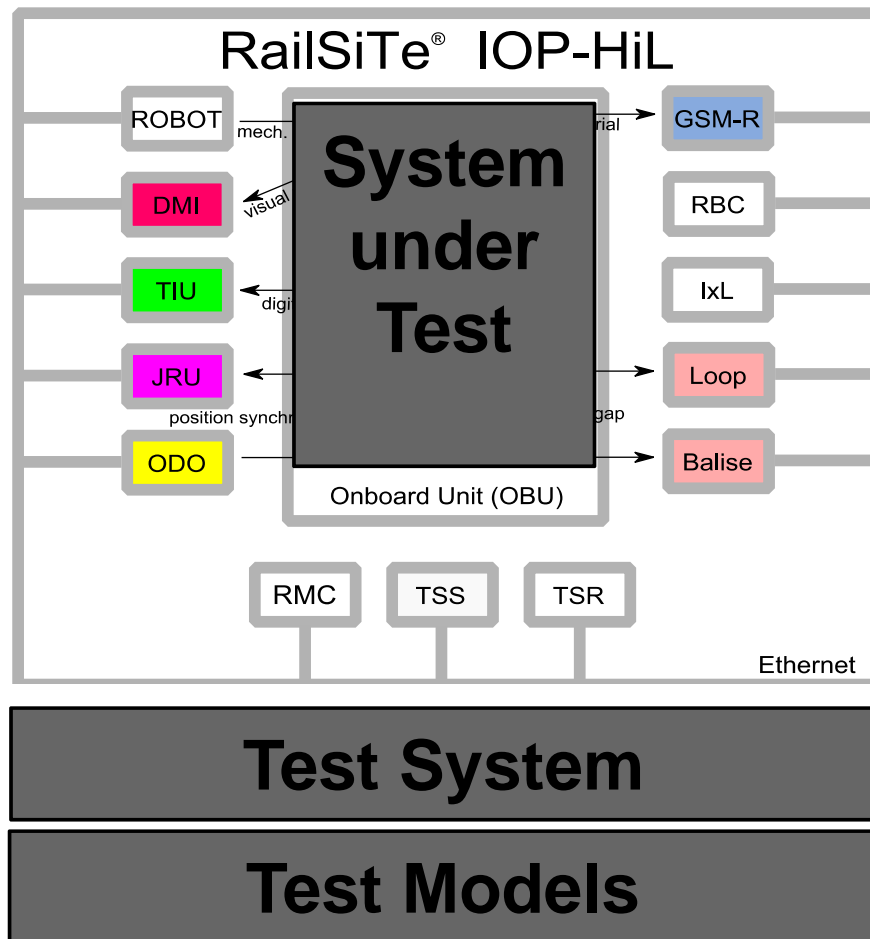 RailSiTe® IOP-HiL
ROBOT
mech.
DMI
visual
TIU
JRU
position
ODO
System
under
Test
GSM-R
RBC
IxL
Loop
gap
Balise
Onboard Unit (OBU)
RMC
TSS
TSR
Ethernet
Test System
Test Models